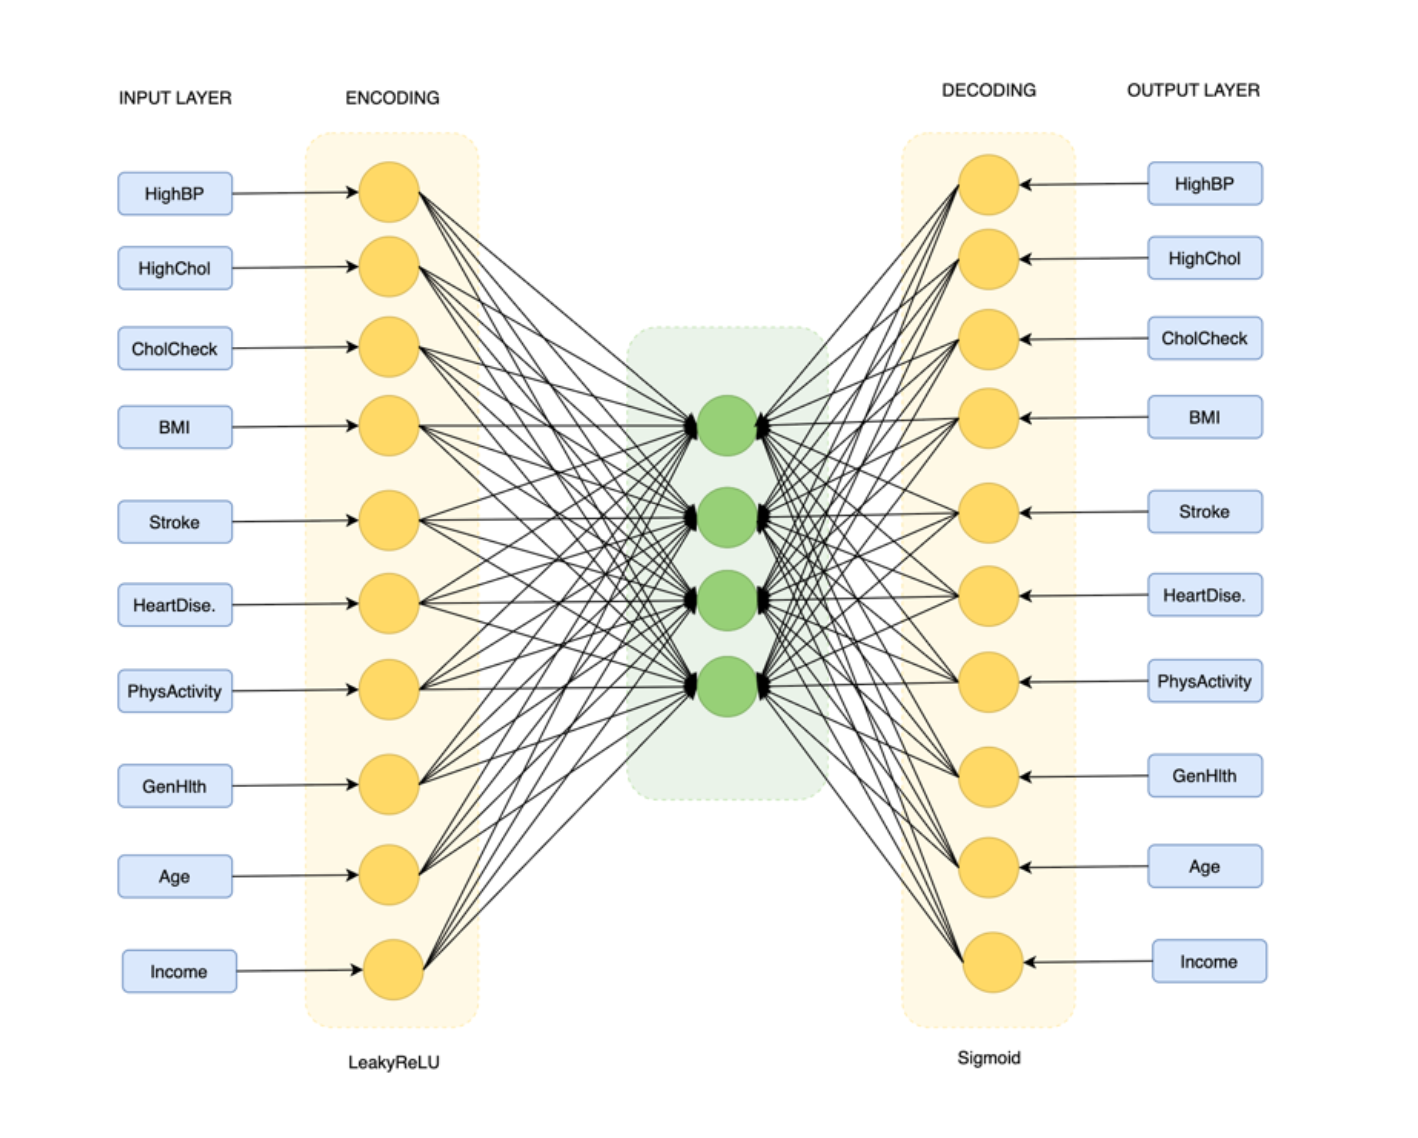 INPUT LAYER
ENCODING
DECODING
OUTPUT LAYER
HighBP
HighBP
HighChol
HighChol
CholCheck
CholCheck
BMI
BMI
Stroke
Stroke
HeartDise.
HeartDise.
PhysActivity
PhysActivity
GenHlth
GenHlth
Age
Age
Income
Income
LeakyReLU
Sigmoid